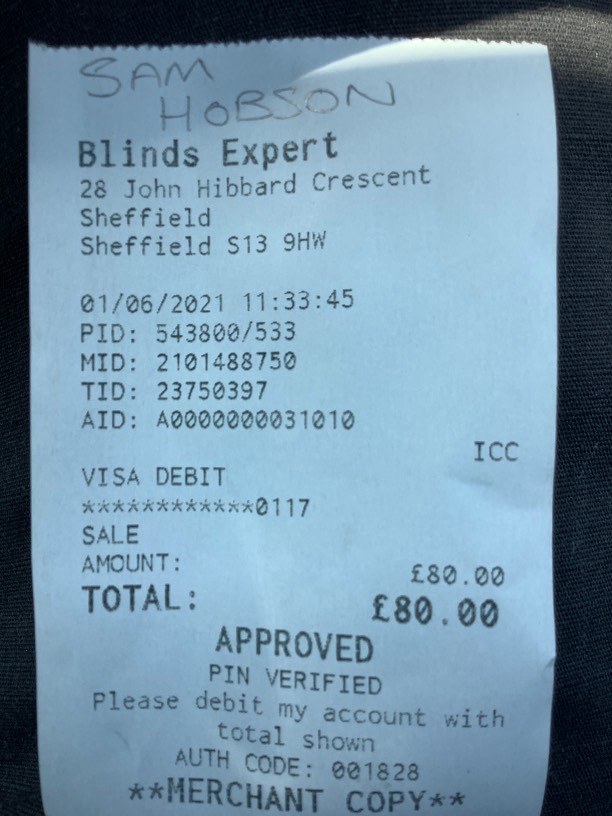 SAM
HOBSON
Blinds Expert
28 John Hibbard Crescent
Sheffield
Sheffield S13 9HW
01/06/2021 11:33:45
PID: 543800/533
MID: 2101488750
TID: 23750397
AID: A0000000031010
ICC
VISA DEBIT
************0117
SALE
AMOUNT: £80.00
TOTAL: £80.00
APPROVED
PIN VERIFIED
Please debit my account with
total shown
AUTH CODE: 001828
**MERCHANT COPY**